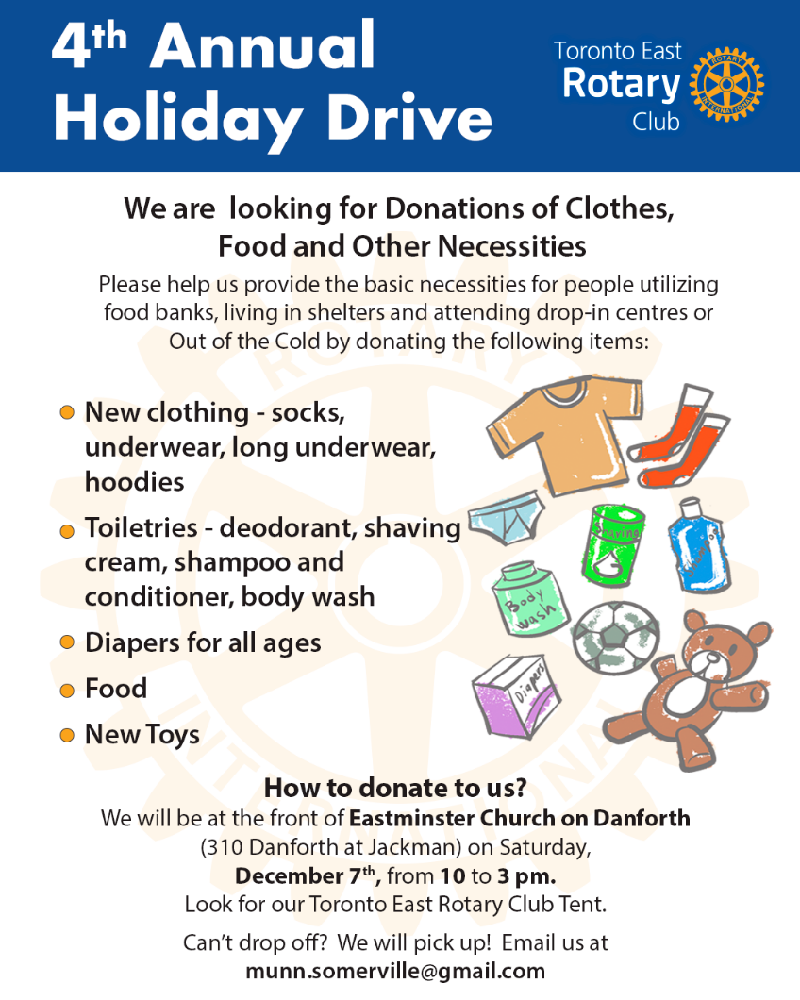 4th Annual
Holiday Drive
Toronto East
Rotary
Club
ROTARY
INTERNATIONAL
We are looking for Donations of Clothes,
Food and Other Necessities
Please help us provide the basic necessities for people utilizing
food banks, living in shelters and attending drop-in centres or
Out of the Cold by donating the following items:
New clothing - socks,
underwear, long underwear,
hoodies
Toiletries - deodorant, shaving
cream, shampoo and
conditioner, body wash
Diapers for all ages
Food
New Toys
Shaving
Body
wash
Diapers
ROTARY
INTERNATIONAL
How to donate to us?
We will be at the front of Eastminster Church on Danforth
(310 Danforth at Jackman) on Saturday,
December 7th, from 10 to 3 pm.
Look for our Toronto East Rotary Club Tent.
Can't drop off? We will pick up! Email us at
munn.somerville@gmail.com